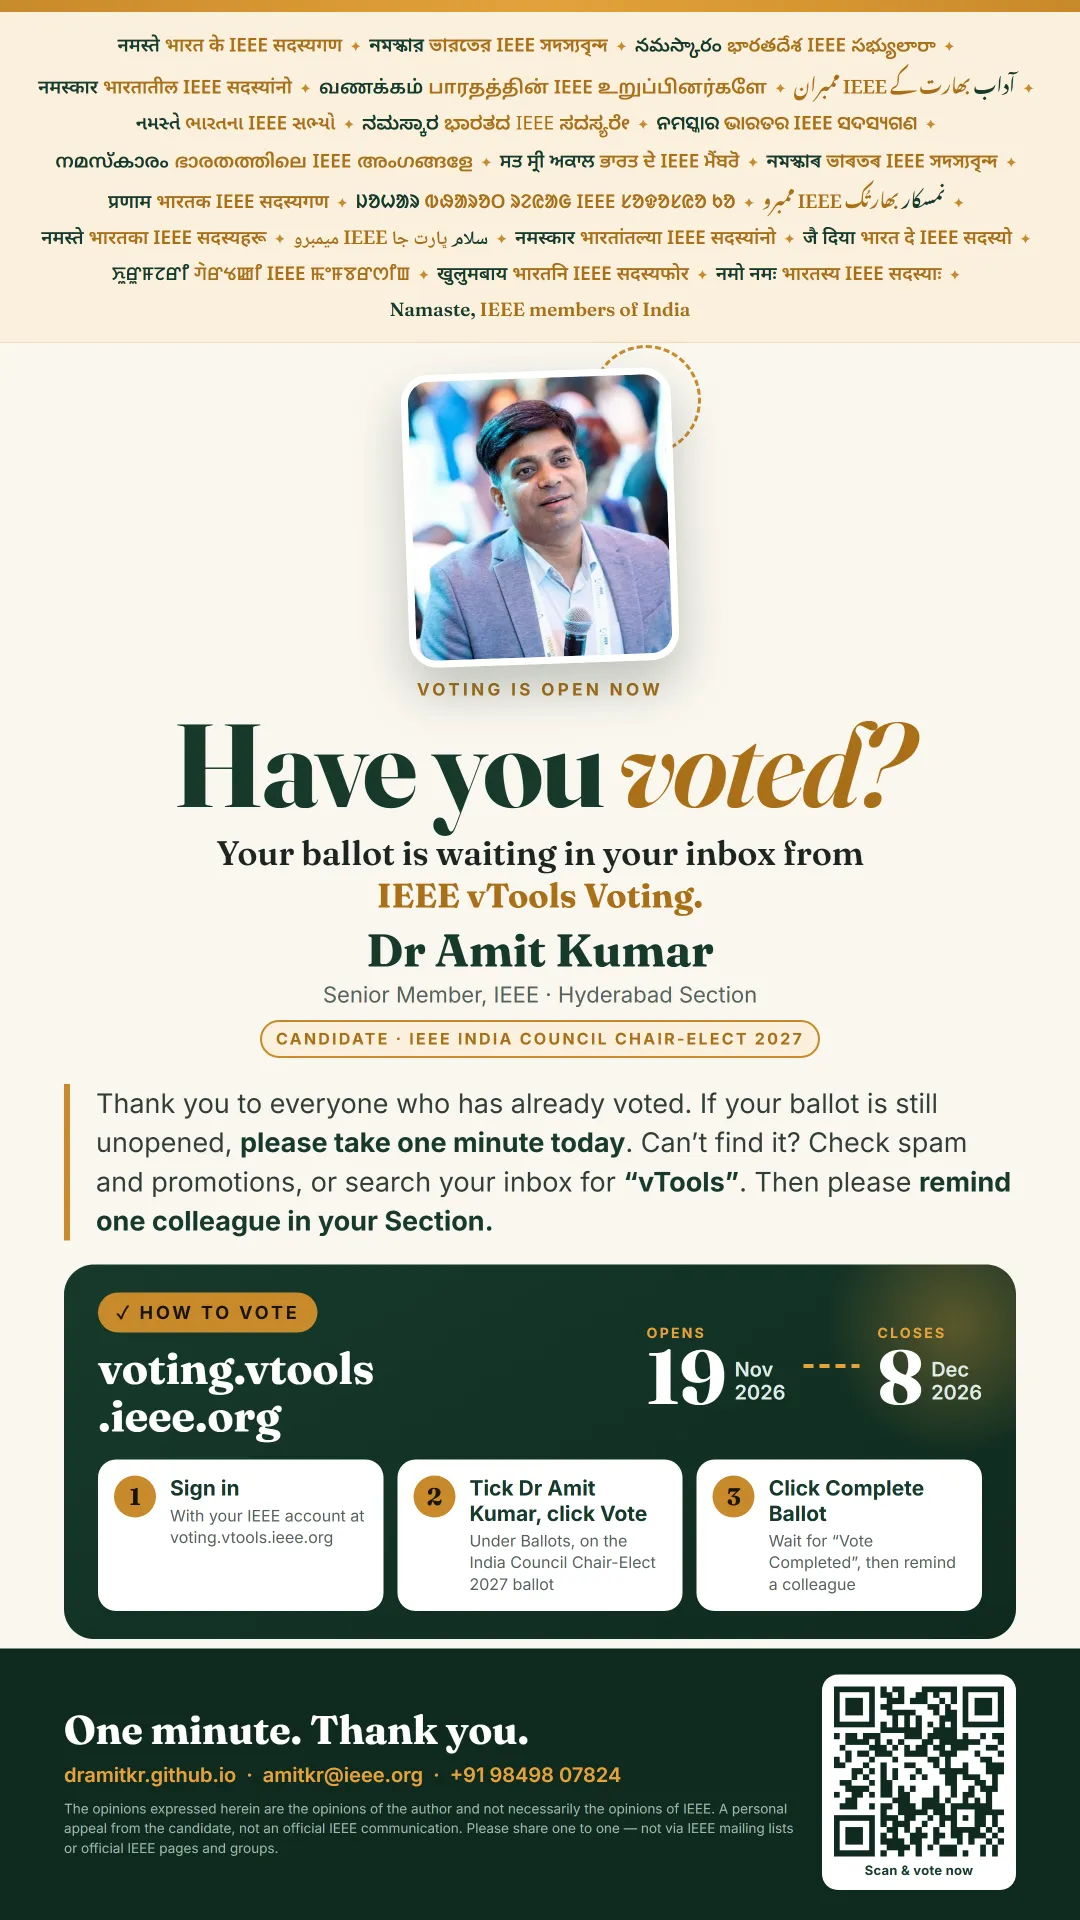 नमस्ते भारत के IEEE सदस्यगण ✦ নমস্কার ভারতের IEEE সদস্যবৃন্দ ✦ నమస్కారం భారతదేశ IEEE సభ్యులారా ✦
नमस्कार भारतातील IEEE सदस्यांनो ✦ வணக்கம் பாரதத்தின் IEEE உறுப்பினர்களே ✦ آداب بھارت کے IEEE ممبران ✦
નમસ્તે ભારતના IEEE સભ્યો ✦ ನಮಸ್ಕಾರ ಭಾರತದ IEEE ಸದಸ್ಯರೇ ✦ ନମସ୍କାର ଭାରତର IEEE ସଦସ୍ୟଗଣ ✦
നമസ്കാരം ഭാരതത്തിലെ IEEE അംഗങ്ങളേ ✦ ਸਤ ਸ੍ਰੀ ਅਕਾਲ ਭਾਰਤ ਦੇ IEEE ਮੈਂਬਰੋ ✦ নমস্কাৰ ভাৰতৰ IEEE সদস্যবৃন্দ ✦
प्रणाम भारतक IEEE सदस्यगण ✦ IEEE ✦ نمسکار بھارتُک IEEE ممبرو ✦
नमस्ते भारतका IEEE सदस्यहरू ✦ سلام ڀارت جا IEEE ميمبرو ✦ नमस्कार भारतांतल्या IEEE सदस्यांनो ✦ जै दिया भारत दे IEEE सदस्यो ✦
IEEE ✦ खुलुमबाय भारतनि IEEE सदस्यफोर ✦ नमो नमः भारतस्य IEEE सदस्याः ✦
Namaste, IEEE members of India
VOTING IS OPEN NOW
Have you voted?
Your ballot is waiting in your inbox from
IEEE vTools Voting.
Dr Amit Kumar
Senior Member, IEEE · Hyderabad Section
CANDIDATE · IEEE INDIA COUNCIL CHAIR-ELECT 2027
Thank you to everyone who has already voted. If your ballot is still
unopened, please take one minute today. Can’t find it? Check spam
and promotions, or search your inbox for “vTools”. Then please remind
one colleague in your Section.
✓ HOW TO VOTE
voting.vtools
.ieee.org
OPENS
19 Nov 2026
CLOSES
8 Dec 2026
1 Sign in
With your IEEE account at
voting.vtools.ieee.org
2 Tick Dr Amit
Kumar, click Vote
Under Ballots, on the
India Council Chair-Elect
2027 ballot
3 Click Complete
Ballot
Wait for “Vote
Completed”, then remind
a colleague
One minute. Thank you.
dramitkr.github.io · amitkr@ieee.org · +91 98498 07824
The opinions expressed herein are the opinions of the author and not necessarily the opinions of IEEE. A personal
appeal from the candidate, not an official IEEE communication. Please share one to one — not via IEEE mailing lists
or official IEEE pages and groups.
Scan & vote now